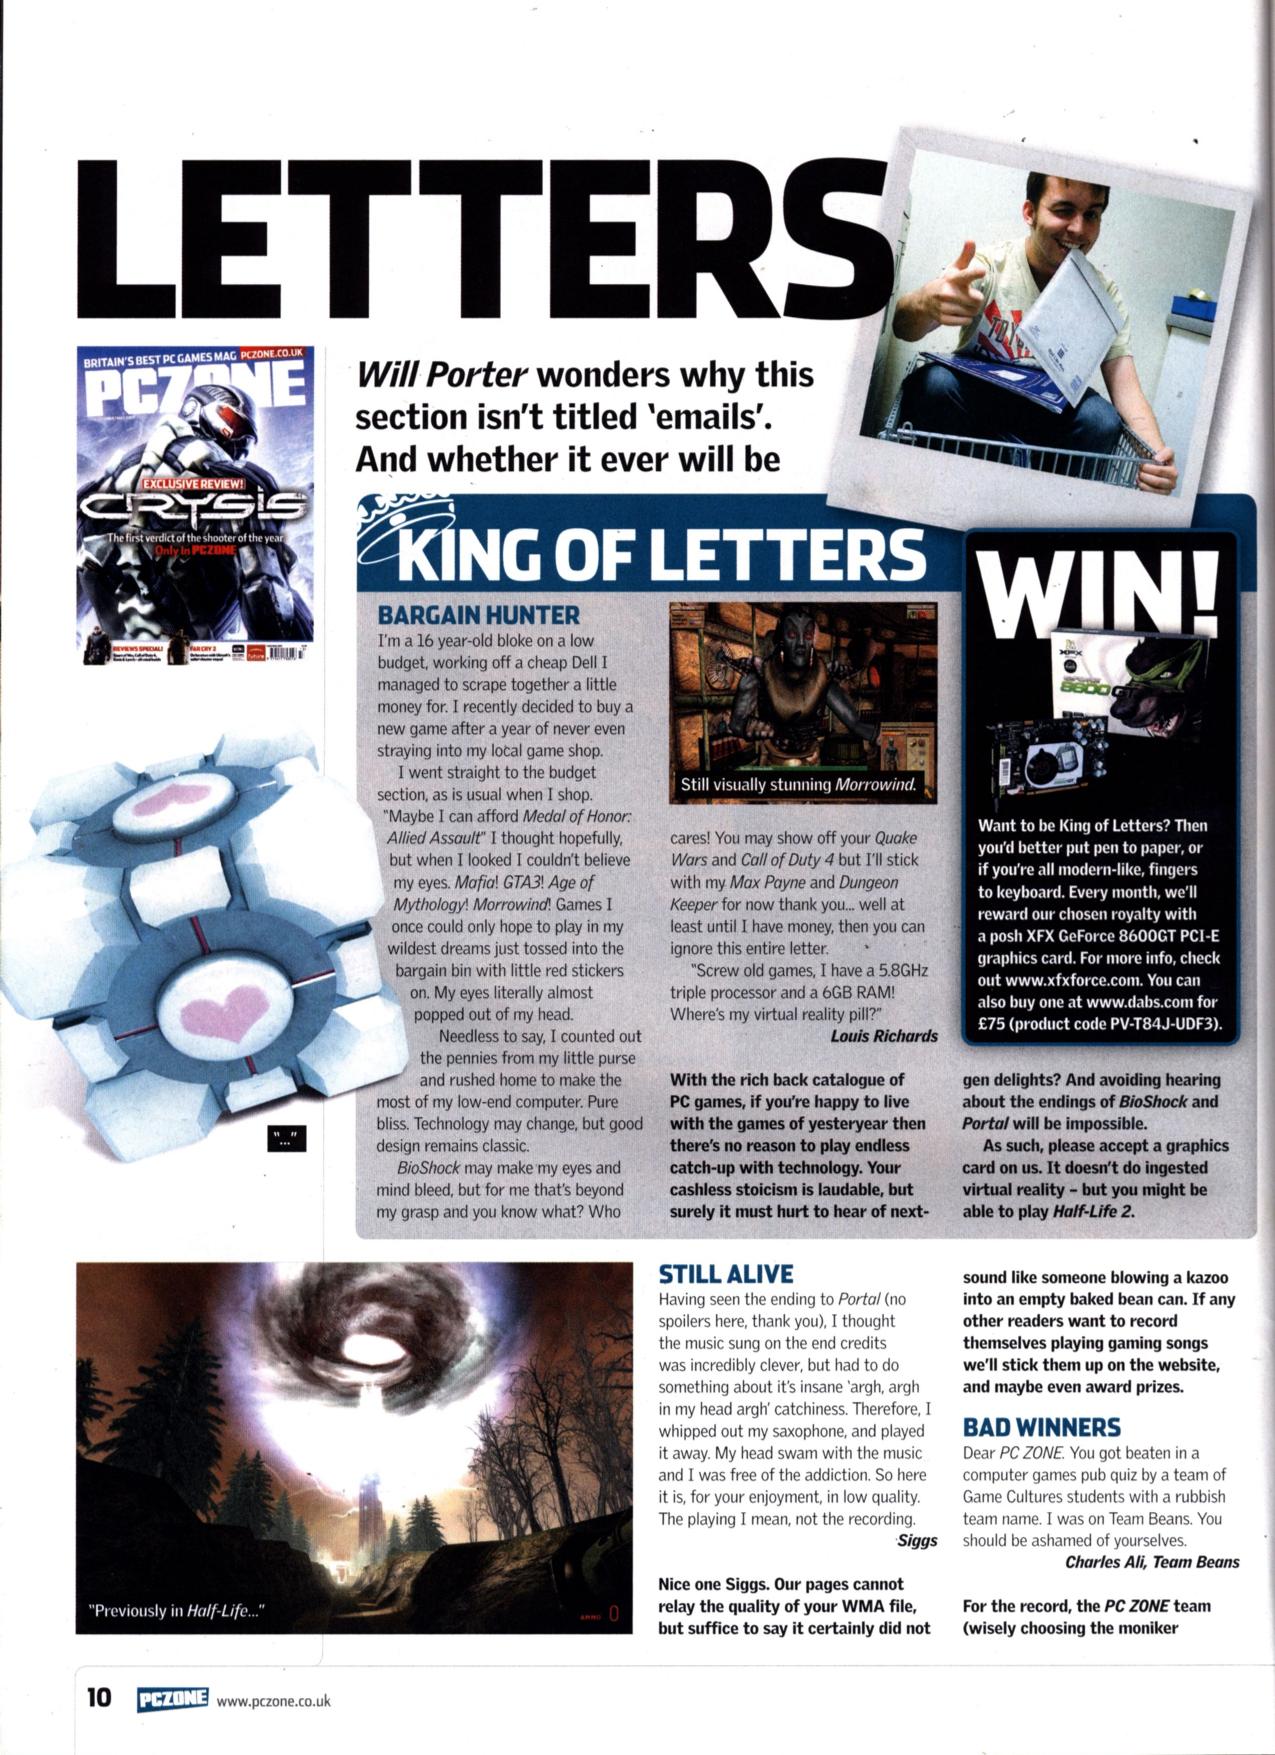 LETTERS
BRITAIN'S BEST PC GAMES MAG PCZONE.CO.UK
PCZONE
EXCLUSIVE REVIEW!
CRYSIS
The first verdict of the shooter of the year
Only in PCZONE
REVIEWS SPECIAL!
FAR CRY 2
Will Porter wonders why this
section isn't titled 'emails'.
And whether it ever will be
KING OF LETTERS
BARGAIN HUNTER
I'm a 16 year-old bloke on a low
budget, working off a cheap Dell I
managed to scrape together a little
money for. I recently decided to buy a
new game after a year of never even
straying into my local game shop.
I went straight to the budget
section, as is usual when I shop.
"Maybe I can afford Medal of Honor:
Allied Assault" I thought hopefully,
but when I looked I couldn't believe
my eyes. Mafia! GTA3! Age of
Mythology! Morrowind! Games I
once could only hope to play in my
wildest dreams just tossed into the
bargain bin with little red stickers
on. My eyes literally almost
popped out of my head.
Needless to say, I counted out
the pennies from my little purse
and rushed home to make the
most of my low-end computer. Pure
bliss. Technology may change, but good
design remains classic.
BioShock may make my eyes and
mind bleed, but for me that's beyond
my grasp and you know what? Who
"..."
Still visually stunning Morrowind.
cares! You may show off your Quake
Wars and Call of Duty 4 but I'll stick
with my Max Payne and Dungeon
Keeper for now thank you... well at
least until I have money, then you can
ignore this entire letter.
"Screw old games, I have a 5.8GHz
triple processor and a 6GB RAM!
Where's my virtual reality pill?"
Louis Richards
With the rich back catalogue of
PC games, if you're happy to live
with the games of yesteryear then
there's no reason to play endless
catch-up with technology. Your
cashless stoicism is laudable, but
surely it must hurt to hear of next-
WIN!
XFX
8600 GT
Want to be King of Letters? Then
you'd better put pen to paper, or
if you're all modern-like, fingers
to keyboard. Every month, we'll
reward our chosen royalty with
a posh XFX GeForce 8600GT PCI-E
graphics card. For more info, check
out www.xfxforce.com. You can
also buy one at www.dabs.com for
£75 (product code PV-T84J-UDF3).
gen delights? And avoiding hearing
about the endings of BioShock and
Portal will be impossible.
As such, please accept a graphics
card on us. It doesn't do ingested
virtual reality – but you might be
able to play Half-Life 2.
"Previously in Half-Life..."
AMMO 0
STILL ALIVE
Having seen the ending to Portal (no
spoilers here, thank you), I thought
the music sung on the end credits
was incredibly clever, but had to do
something about it's insane 'argh, argh
in my head argh' catchiness. Therefore, I
whipped out my saxophone, and played
it away. My head swam with the music
and I was free of the addiction. So here
it is, for your enjoyment, in low quality.
The playing I mean, not the recording.
Siggs
Nice one Siggs. Our pages cannot
relay the quality of your WMA file,
but suffice to say it certainly did not
sound like someone blowing a kazoo
into an empty baked bean can. If any
other readers want to record
themselves playing gaming songs
we'll stick them up on the website,
and maybe even award prizes.
BAD WINNERS
Dear PC ZONE. You got beaten in a
computer games pub quiz by a team of
Game Cultures students with a rubbish
team name. I was on Team Beans. You
should be ashamed of yourselves.
Charles Ali, Team Beans
For the record, the PC ZONE team
(wisely choosing the moniker
10 PCZONE www.pczone.co.uk